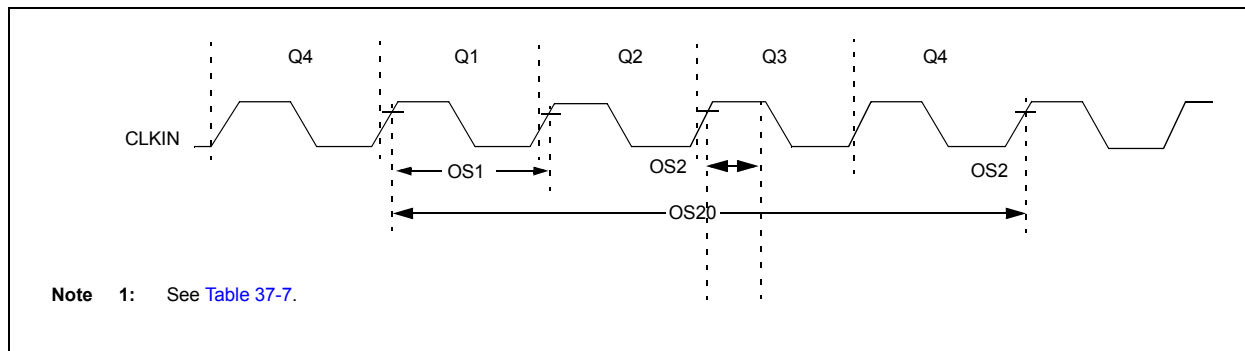 Q4 Q1 Q2 Q3 Q4
CLKIN
OS1 OS2 OS2
OS20
Note 1: See Table 37-7.